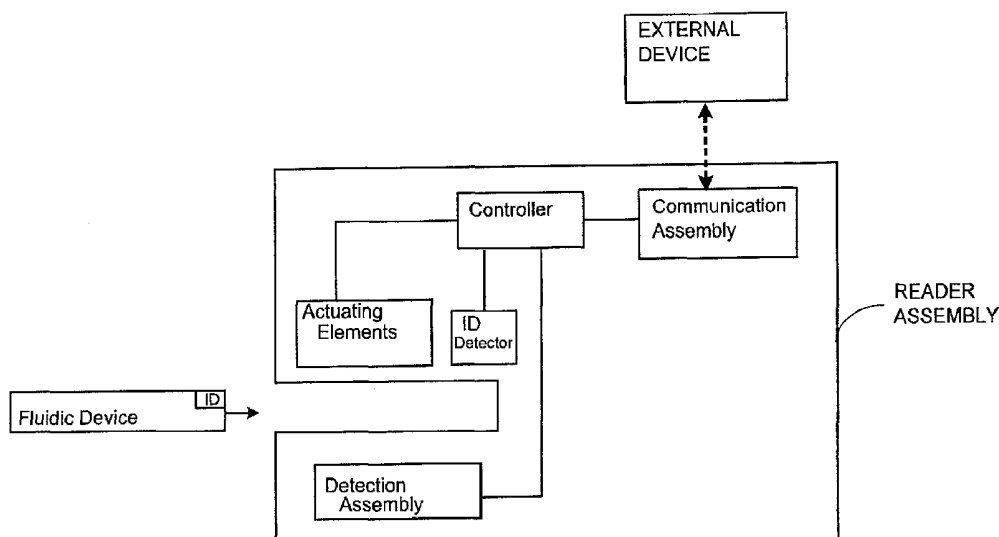 EXTERNAL
DEVICE
Controller
Communication
Assembly
Actuating
Elements
ID
Detector
READER
ASSEMBLY
ID
Fluidic Device
Detection
Assembly